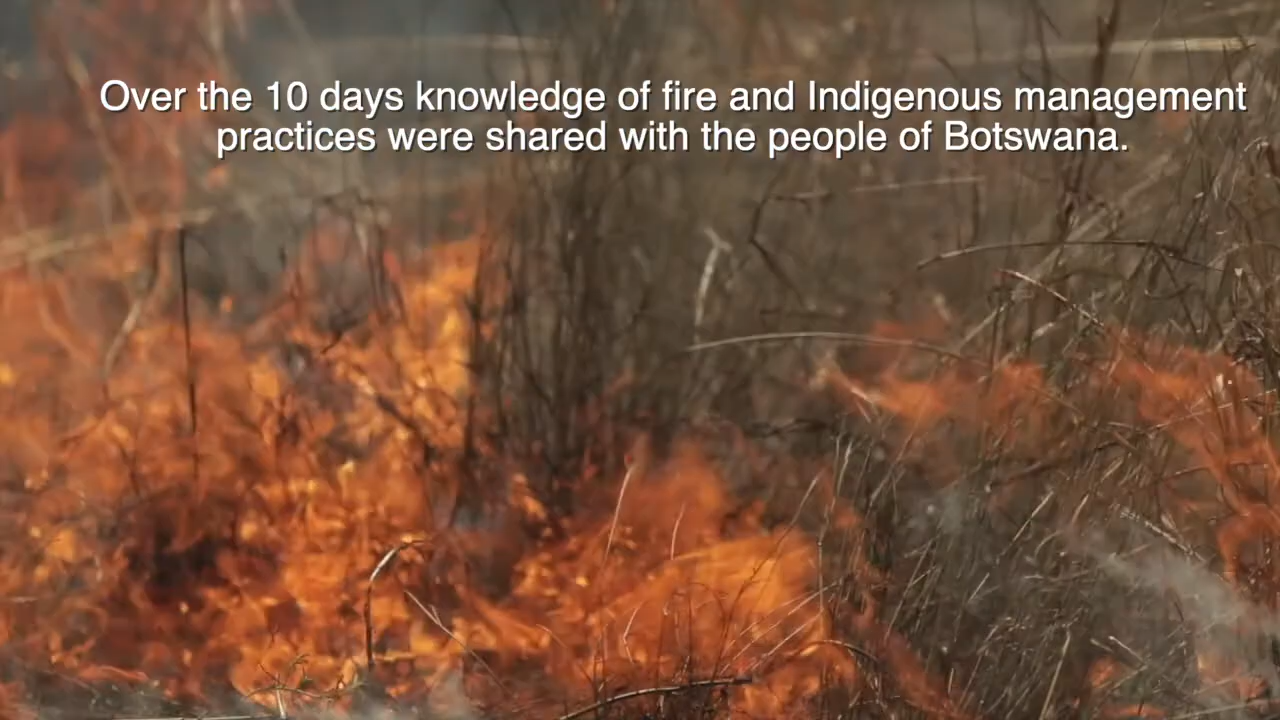 Over the 10 days knowledge of fire and Indigenous management
practices were shared with the people of Botswana.